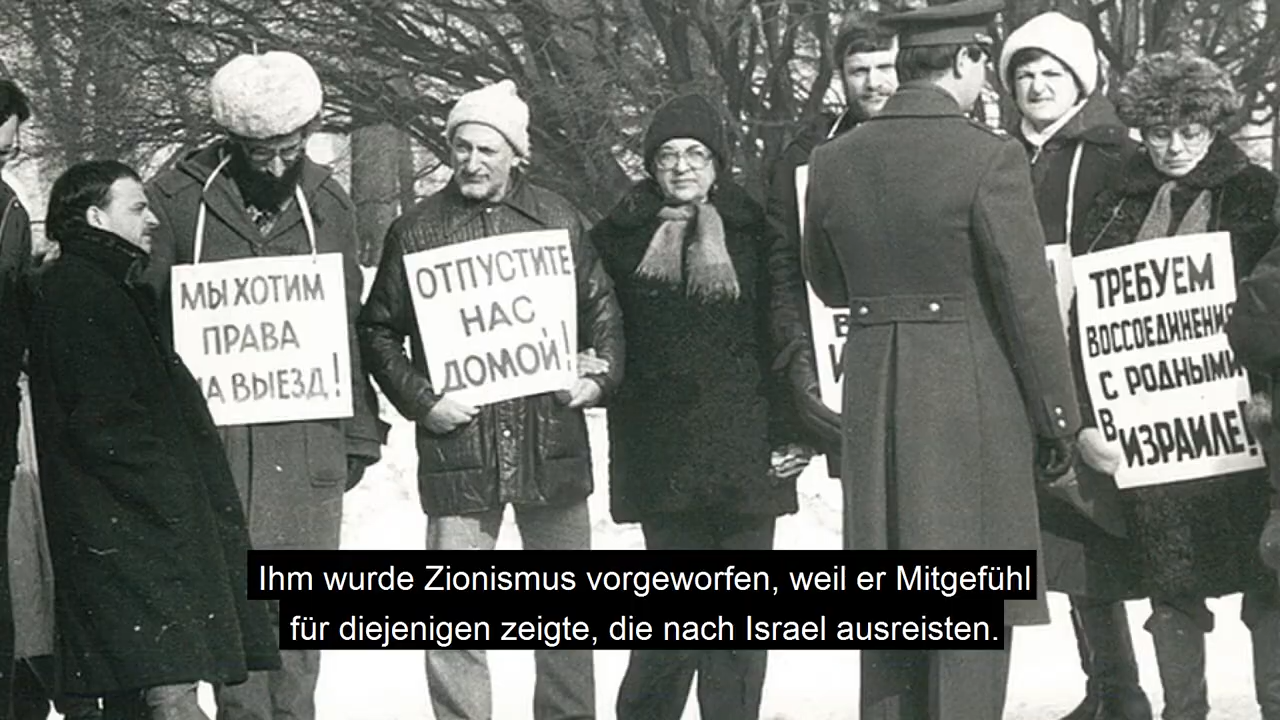 МЫ ХОТИМ
ПРАВА
НА ВЫЕЗД!
ОТПУСТИТЕ
НАС
ДОМОЙ!
ТРЕБУЕМ
ВОССОЕДИНЕНИЯ
С РОДНЫМИ
В ИЗРАИЛЕ!
Ihm wurde Zionismus vorgeworfen, weil er Mitgefühl
für diejenigen zeigte, die nach Israel ausreisten.